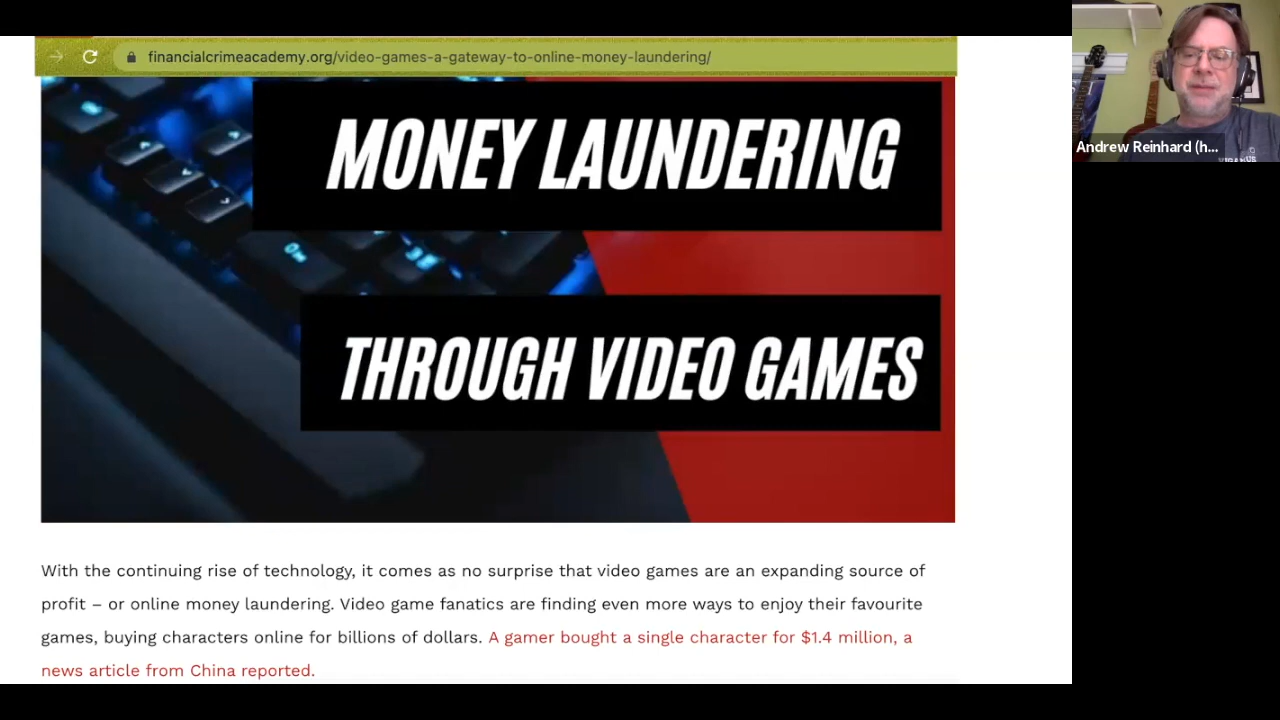 financialcrimeacademy.org/video-games-a-gateway-to-online-money-laundering/
MONEY LAUNDERING
THROUGH VIDEO GAMES
With the continuing rise of technology, it comes as no surprise that video games are an expanding source of
profit – or online money laundering. Video game fanatics are finding even more ways to enjoy their favourite
games, buying characters online for billions of dollars. A gamer bought a single character for $1.4 million, a
news article from China reported.
Andrew Reinhard (h...